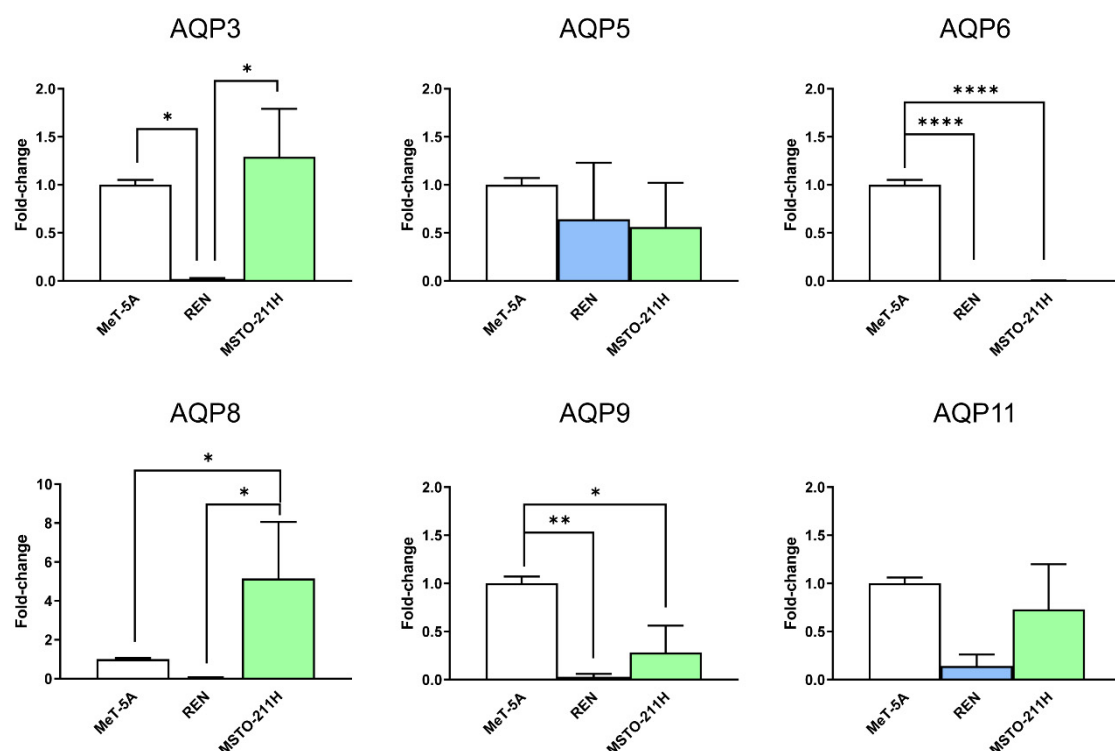 AQP3
AQP5
AQP6
*
*
2.0
1.5
1.0
0.5
0.0
Fold-change
MeT-5A
REN
MSTO-211H
2.0
1.5
1.0
0.5
0.0
Fold-change
MeT-5A
REN
MSTO-211H
****
****
2.0
1.5
1.0
0.5
0.0
Fold-change
MeT-5A
REN
MSTO-211H
AQP8
AQP9
AQP11
*
*
10
8
6
4
2
0
Fold-change
MeT-5A
REN
MSTO-211H
*
**
2.0
1.5
1.0
0.5
0.0
Fold-change
MeT-5A
REN
MSTO-211H
2.0
1.5
1.0
0.5
0.0
Fold-change
MeT-5A
REN
MSTO-211H